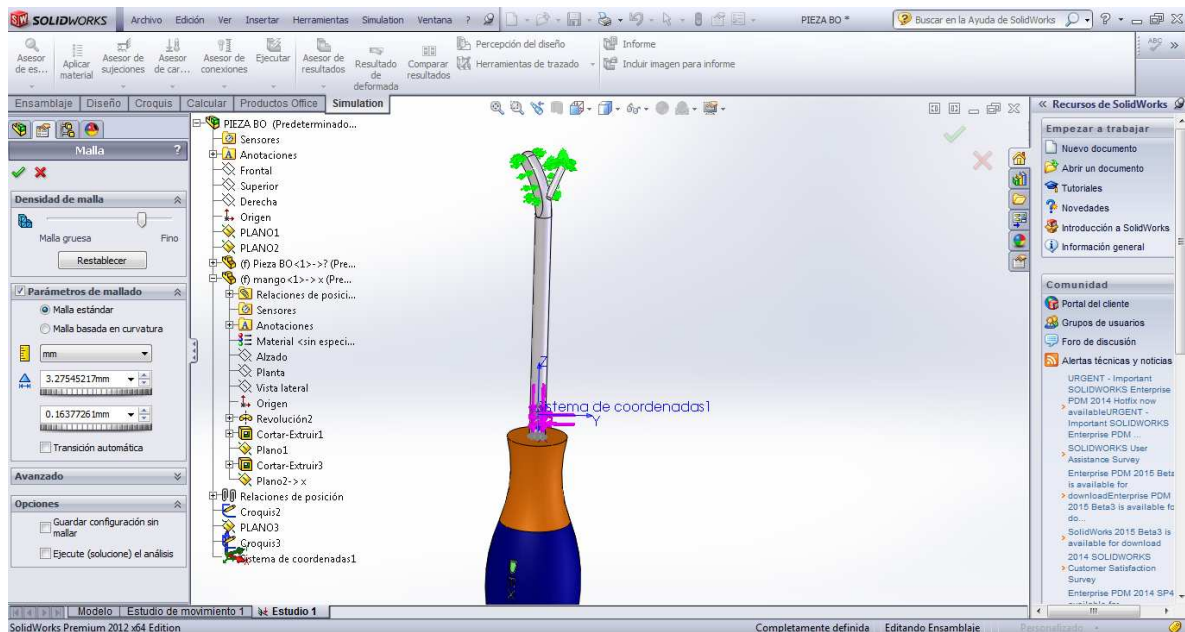 SOLIDWORKS Archivo Edición Ver Insertar Herramientas Simulation Ventana ? PIEZA BO * Buscar en la Ayuda de SolidWorks
Asesor de es...
Aplicar material
Asesor de sujeciones
Asesor de car...
Asesor de conexiones
Ejecutar
Asesor de resultados
Resultado de deformada
Comparar resultados
Percepción del diseño
Herramientas de trazado
Informe
Incluir imagen para informe
Ensamblaje Diseño Croquis Calcular Productos Office Simulation
Malla ?
Densidad de malla
Malla gruesa Fino
Restablecer
Parámetros de mallado
Malla estándar
Malla basada en curvatura
mm
3.27545217mm
0.16377261mm
Transición automática
Avanzado
Opciones
Guardar configuración sin
mallar
Ejecute (solucione) el análisis
PIEZA BO (Predeterminado...
Sensores
Anotaciones
Frontal
Superior
Derecha
Origen
PLANO1
PLANO2
(f) Pieza BO<1>->? (Pre...
(f) mango<1>-> x (Pre...
Relaciones de posici...
Sensores
Anotaciones
Material <sin especi...
Alzado
Planta
Vista lateral
Origen
Revolución2
Cortar-Extruir1
Plano1
Cortar-Extruir3
Plano2-> x
Relaciones de posición
Croquis2
PLANO3
Croquis3
Sistema de coordenadas1
Z
Sistema de coordenadas1
Y
Recursos de SolidWorks
Empezar a trabajar
Nuevo documento
Abrir un documento
Tutoriales
Novedades
Introducción a SolidWorks
Información general
Comunidad
Portal del cliente
Grupos de usuarios
Foro de discusión
Alertas técnicas y noticias
URGENT - Important
SOLIDWORKS Enterprise
PDM 2014 Hotfix now
availableURGENT -
Important SOLIDWORKS
Enterprise PDM ...
SOLIDWORKS User
Assistance Survey
Enterprise PDM 2015 Beta
is available for
downloadEnterprise PDM
2015 Beta3 is available fo
do...
SolidWorks 2015 Beta3 is
available for download
2014 SOLIDWORKS
Customer Satisfaction
Survey
Enterprise PDM 2014 SP4
Modelo Estudio de movimiento 1 Estudio 1
SolidWorks Premium 2012 x64 Edition Completamente definida Editando Ensamblaje Personalizado